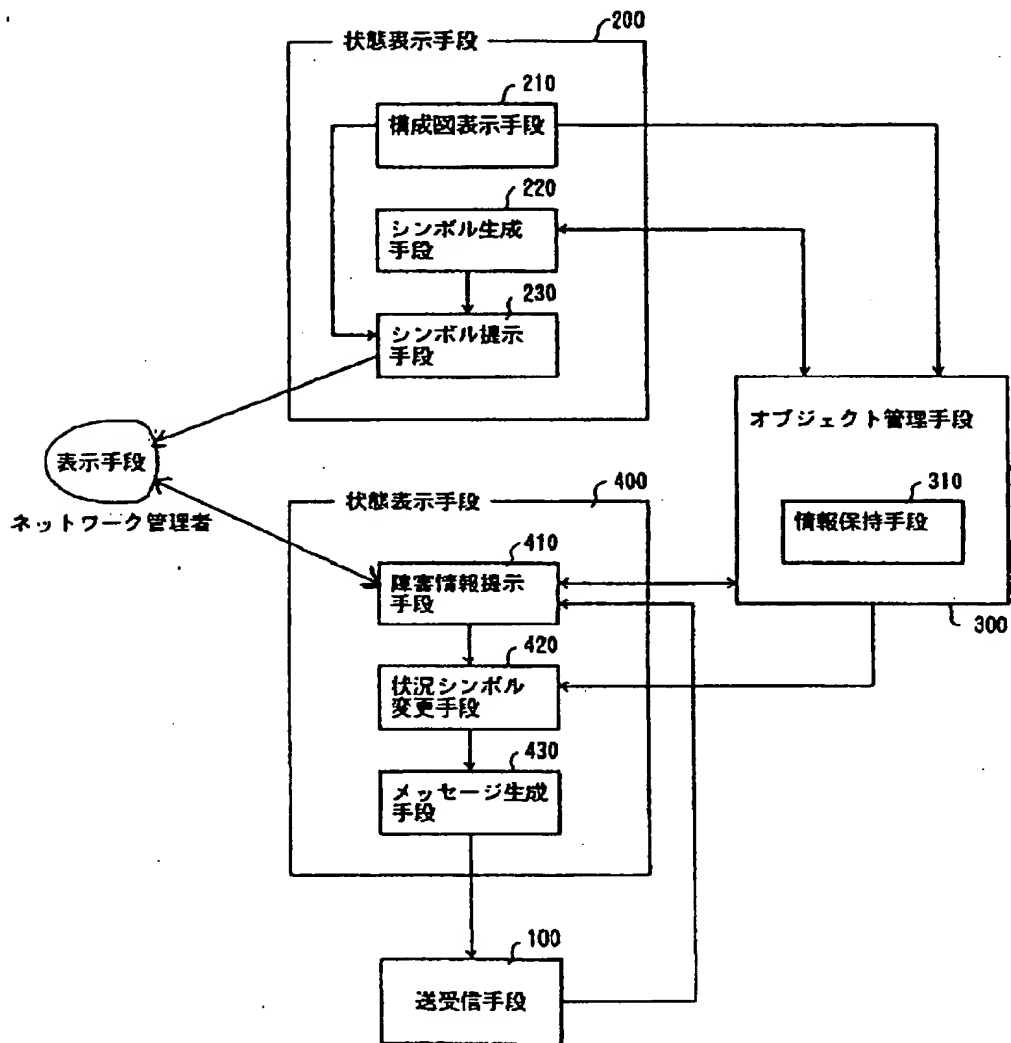 状態表示手段
200
210
構成図表示手段
220
シンボル生成
手段
230
シンボル提示
手段
オブジェクト管理手段
310
情報保持手段
300
表示手段
ネットワーク管理者
状態表示手段
400
410
障害情報提示
手段
420
状況シンボル
変更手段
430
メッセージ生成
手段
100
送受信手段